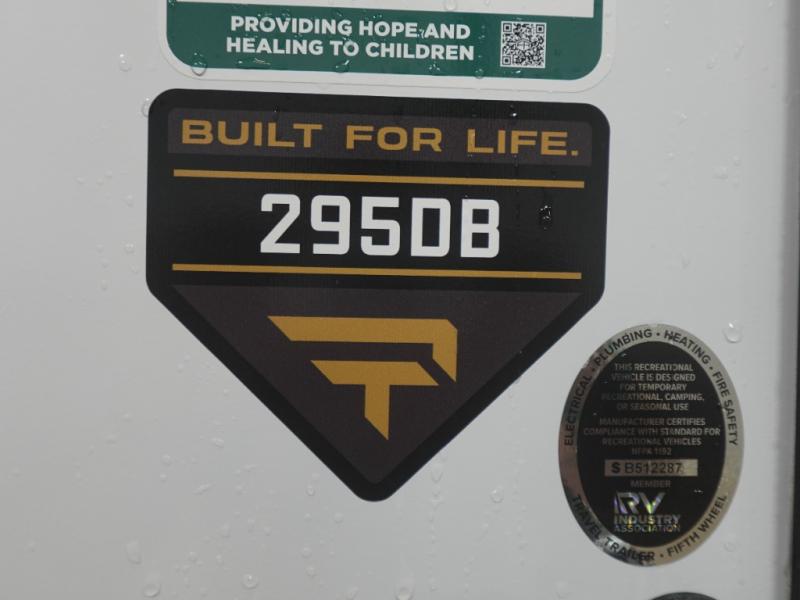 PROVIDING HOPE AND
HEALING TO CHILDREN
BUILT FOR LIFE.
295DB
ELECTRICAL • PLUMBING • HEATING • FIRE SAFETY
THIS RECREATIONAL
VEHICLE IS DESIGNED
FOR TEMPORARY
RECREATIONAL, CAMPING,
OR SEASONAL USE
MANUFACTURER CERTIFIES
COMPLIANCE WITH STANDARD FOR
RECREATIONAL VEHICLES
NFPA 1192
$ B512287
MEMBER
RV
INDUSTRY
ASSOCIATION
TRAVEL TRAILER • FIFTH WHEEL